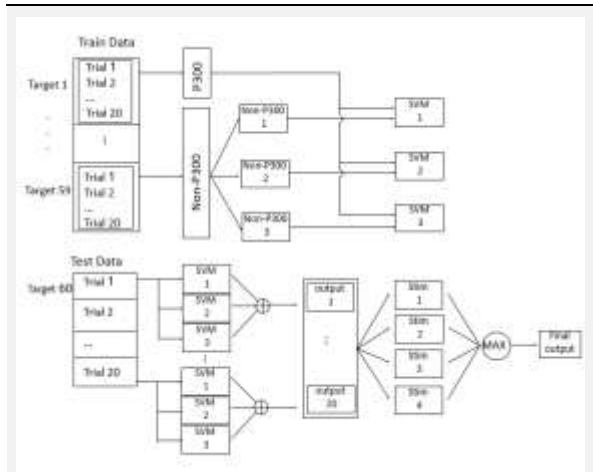 Train Data
Target 1
Trial 1
Trial 2
...
Trial 20
Target 59
Trial 1
Trial 2
...
Trial 20
P300
Non-P300
Non-P300
1
Non-P300
2
Non-P300
3
SVM
1
SVM
2
SVM
3
Test Data
Target 60
Trial 1
Trial 2
...
Trial 20
SVM
1
SVM
2
SVM
3
SVM
1
SVM
2
SVM
3
output
1
output
20
Stim
1
Stim
2
Stim
3
Stim
4
MAX
Final
output